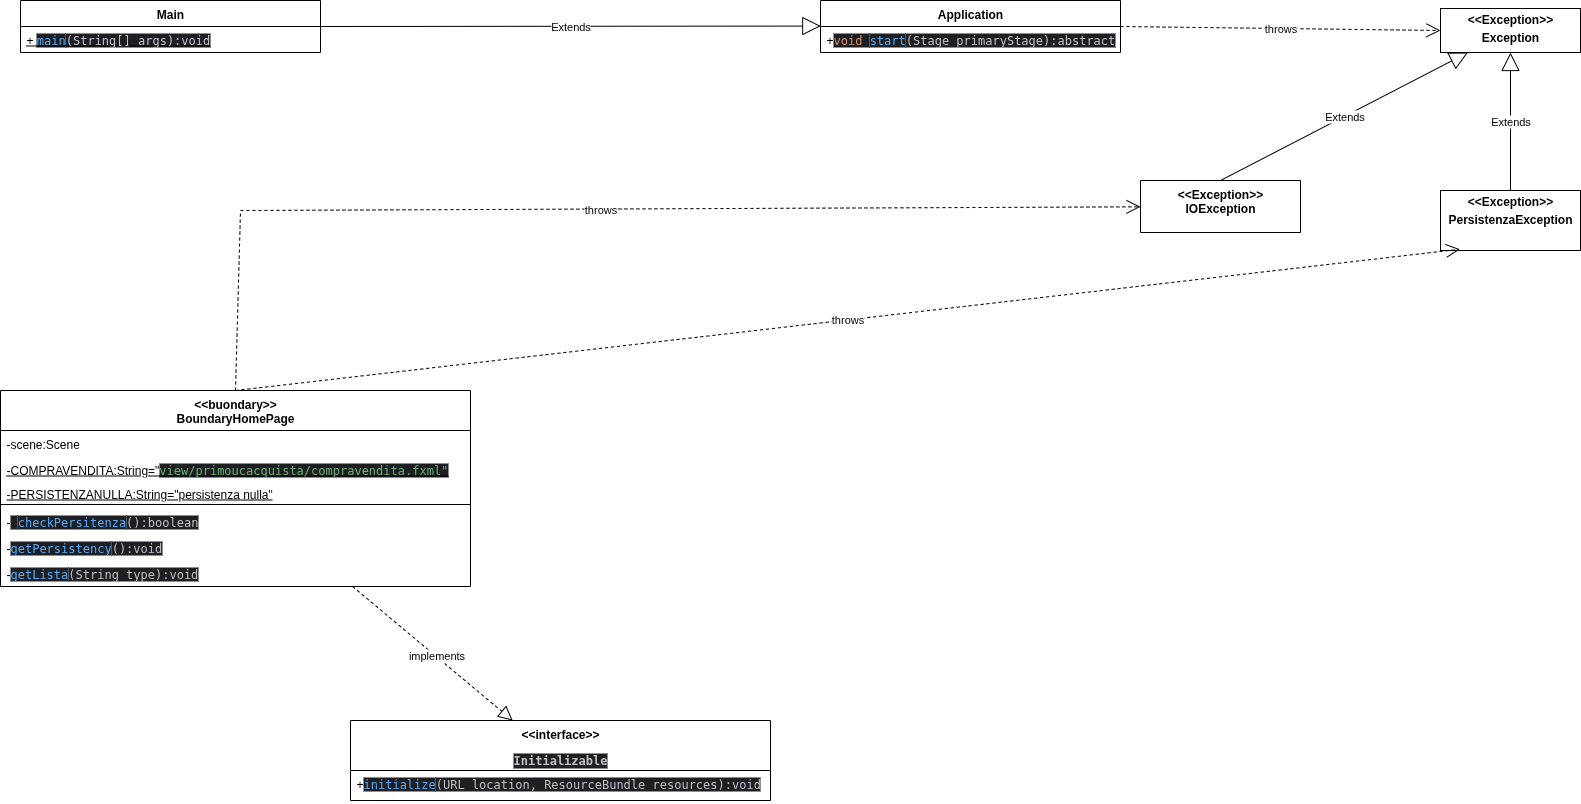 Main
+ main(String[] args):void
Extends
Application
+void start(Stage primaryStage):abstract
throws
<<Exception>>
Exception
Extends
Extends
<<Exception>>
IOException
<<Exception>>
PersistenzaException
throws
throws
<<buondary>>
BoundaryHomePage
-scene:Scene
-COMPRAVENDITA:String="view/primoucacquista/compravendita.fxml"
-PERSISTENZANULLA:String="persistenza nulla"
- checkPersitenza():boolean
-getPersistency():void
-getLista(String type):void
implements
<<interface>>
Initializable
+initialize(URL location, ResourceBundle resources):void